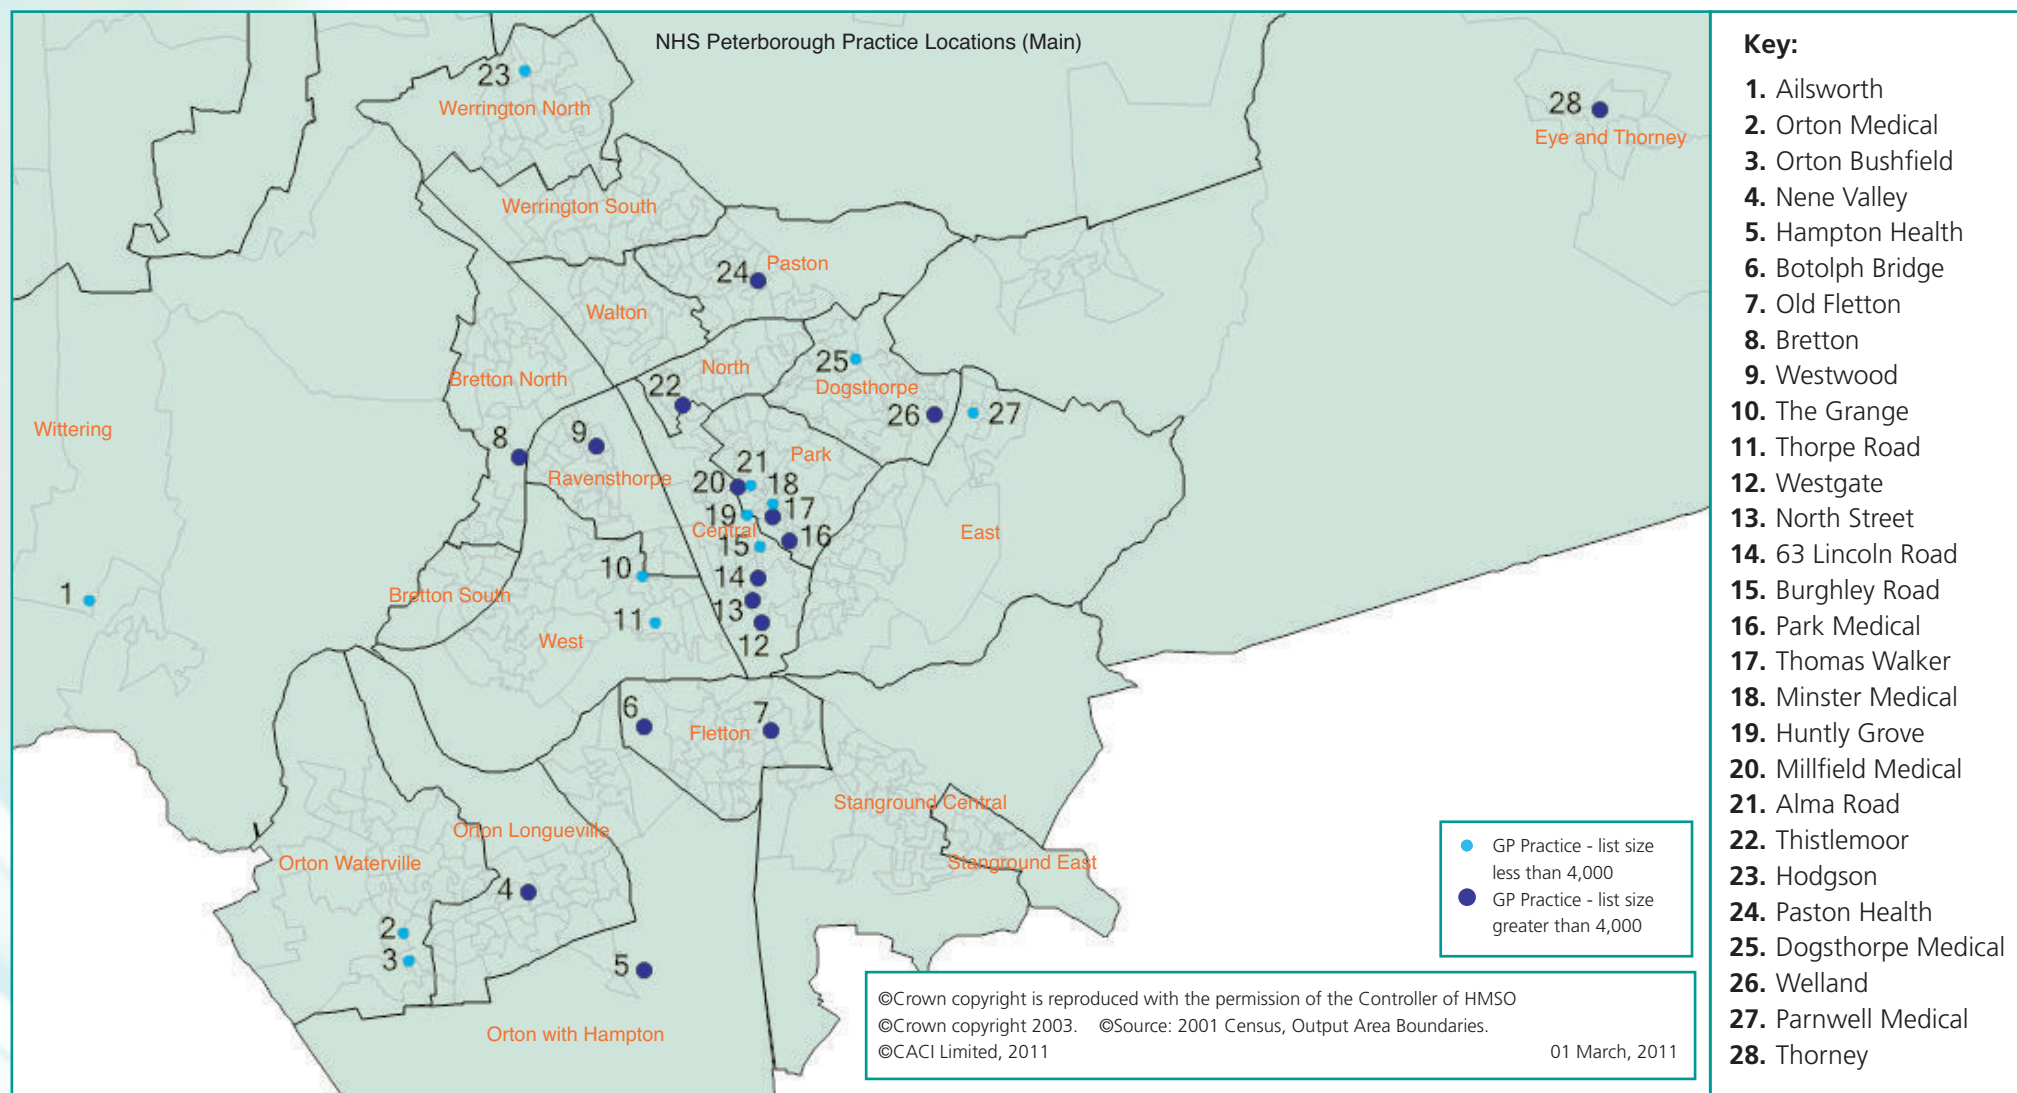 NHS Peterborough Practice Locations (Main)
23
Werrington North
28
Eye and Thorney
Werrington South
24
Paston
Walton
25
North
Dogsthorpe
22
Bretton North
26
27
Wittering
8
9
Park
21
Ravensthorpe
20
18
17
19
Central
16
East
15
10
14
Bretton South
1
13
11
West
12
6
7
Fletton
Stanground Central
Orton Longueville
Orton Waterville
Stanground East
4
2
3
5
Orton with Hampton
GP Practice - list size
less than 4,000
GP Practice - list size
greater than 4,000
©Crown copyright is reproduced with the permission of the Controller of HMSO
©Crown copyright 2003. ©Source: 2001 Census, Output Area Boundaries.
©CACI Limited, 2011 01 March, 2011
Key:
1. Ailsworth
2. Orton Medical
3. Orton Bushfield
4. Nene Valley
5. Hampton Health
6. Botolph Bridge
7. Old Fletton
8. Bretton
9. Westwood
10. The Grange
11. Thorpe Road
12. Westgate
13. North Street
14. 63 Lincoln Road
15. Burghley Road
16. Park Medical
17. Thomas Walker
18. Minster Medical
19. Huntly Grove
20. Millfield Medical
21. Alma Road
22. Thistlemoor
23. Hodgson
24. Paston Health
25. Dogsthorpe Medical
26. Welland
27. Parnwell Medical
28. Thorney